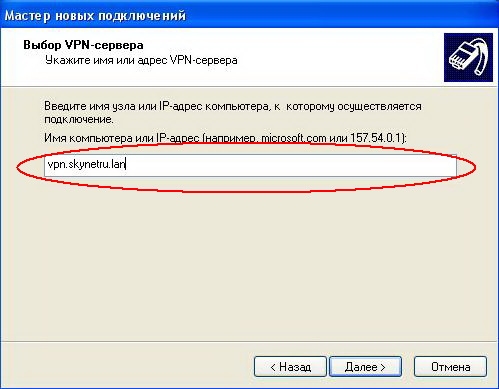 Мастер новых подключений
Выбор VPN-сервера
Укажите имя или адрес VPN-сервера
Введите имя узла или IP-адрес компьютера, к которому осуществляется
подключение.
Имя компьютера или IP-адрес (например, microsoft.com или 157.54.0.1):
vpn.skynetru.lan
< Назад
Далее >
Отмена